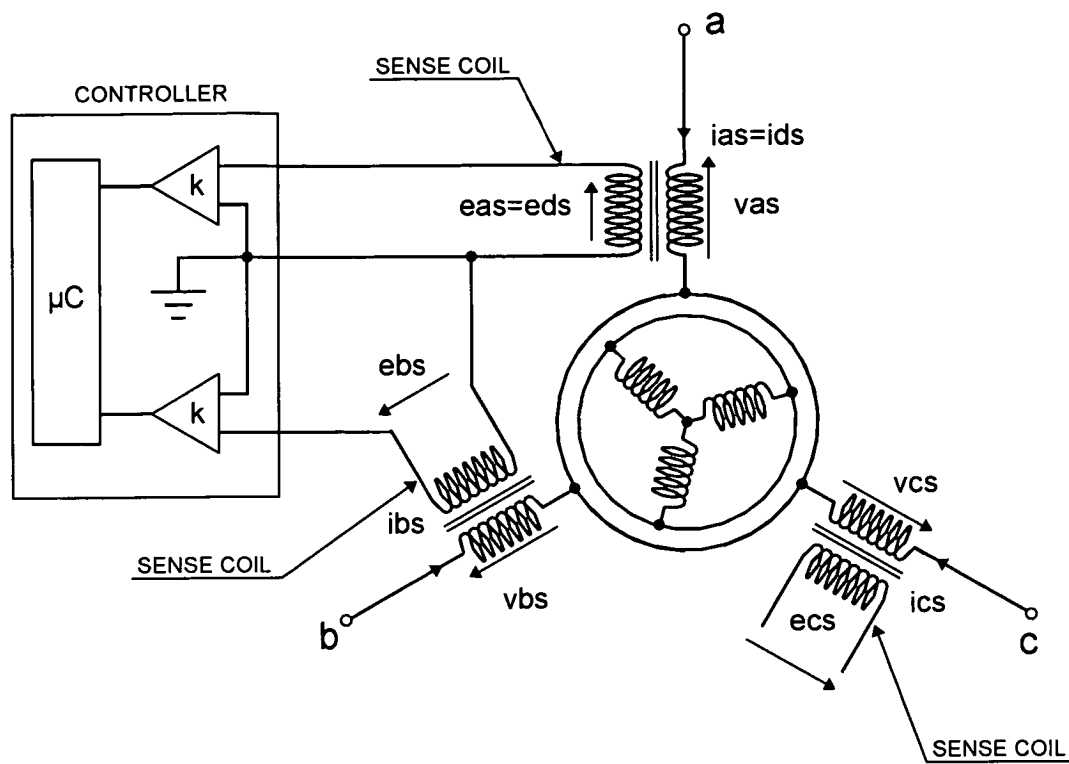 a
SENSE COIL
CONTROLLER
ias=ids
k
eas=eds
vas
µC
ebs
k
vcs
ibs
SENSE COIL
vbs
ics
ecs
b
c
SENSE COIL